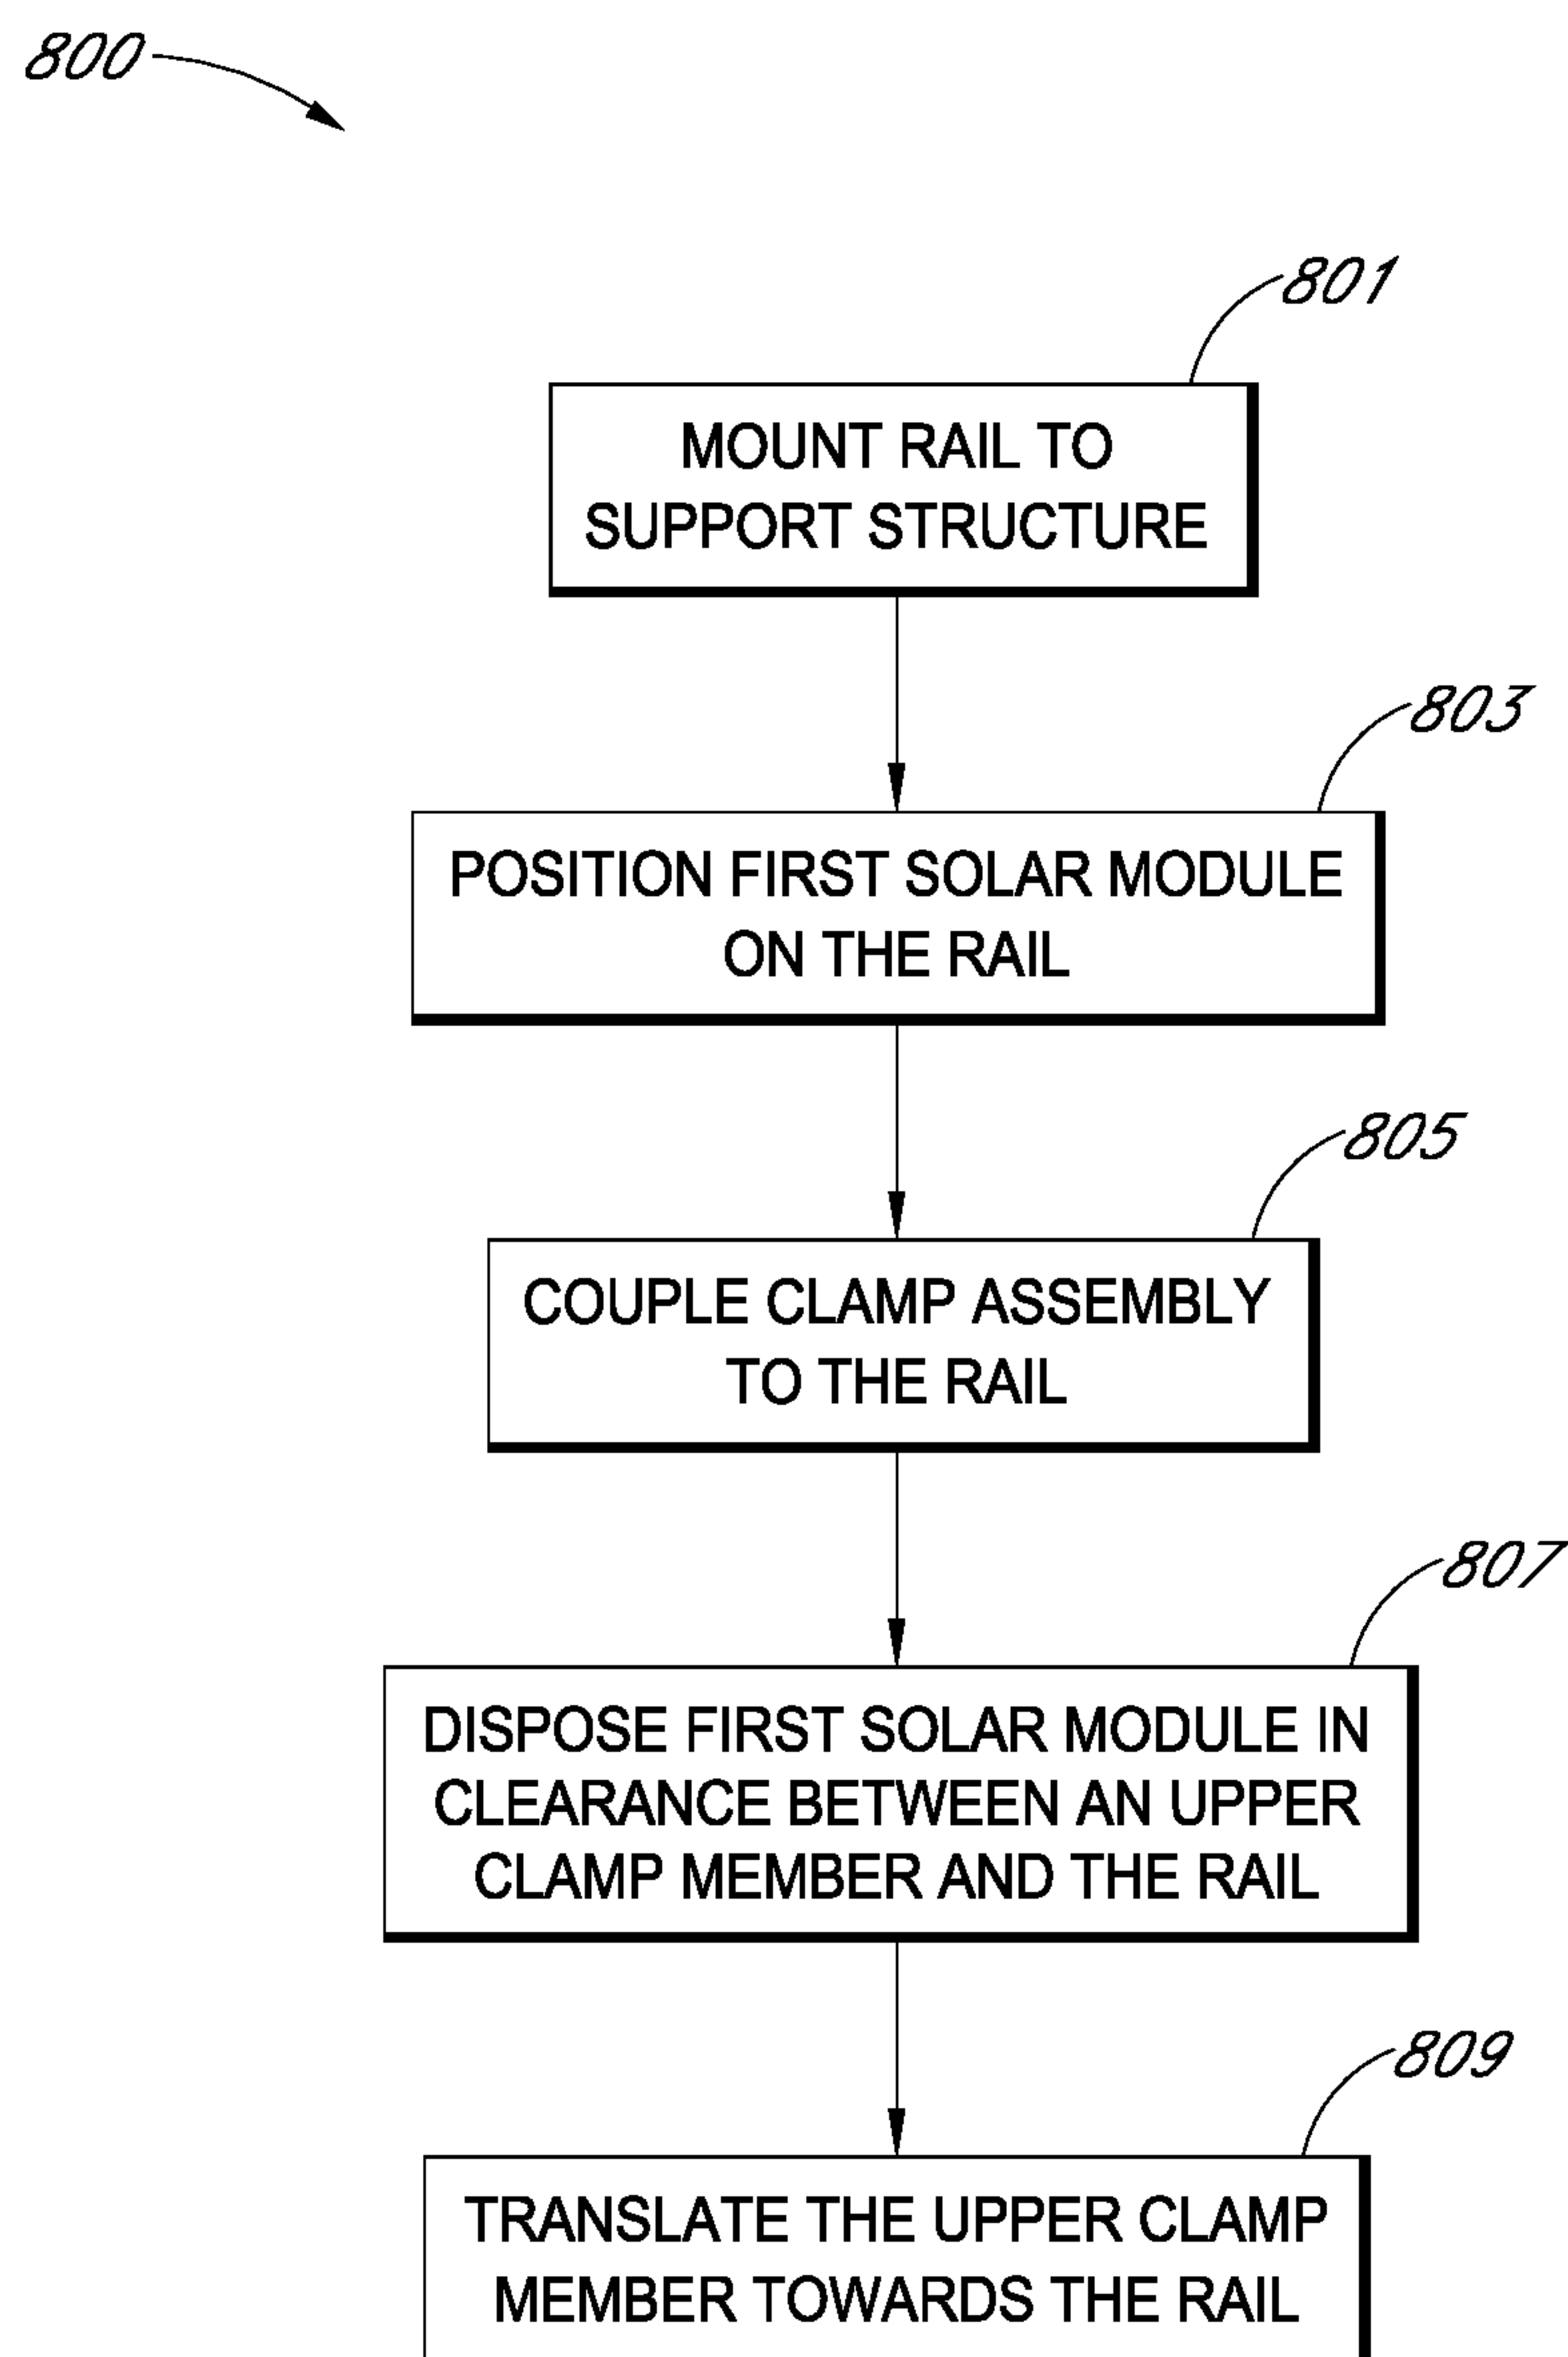 800
801
MOUNT RAIL TO
SUPPORT STRUCTURE
803
POSITION FIRST SOLAR MODULE
ON THE RAIL
805
COUPLE CLAMP ASSEMBLY
TO THE RAIL
807
DISPOSE FIRST SOLAR MODULE IN
CLEARANCE BETWEEN AN UPPER
CLAMP MEMBER AND THE RAIL
809
TRANSLATE THE UPPER CLAMP
MEMBER TOWARDS THE RAIL